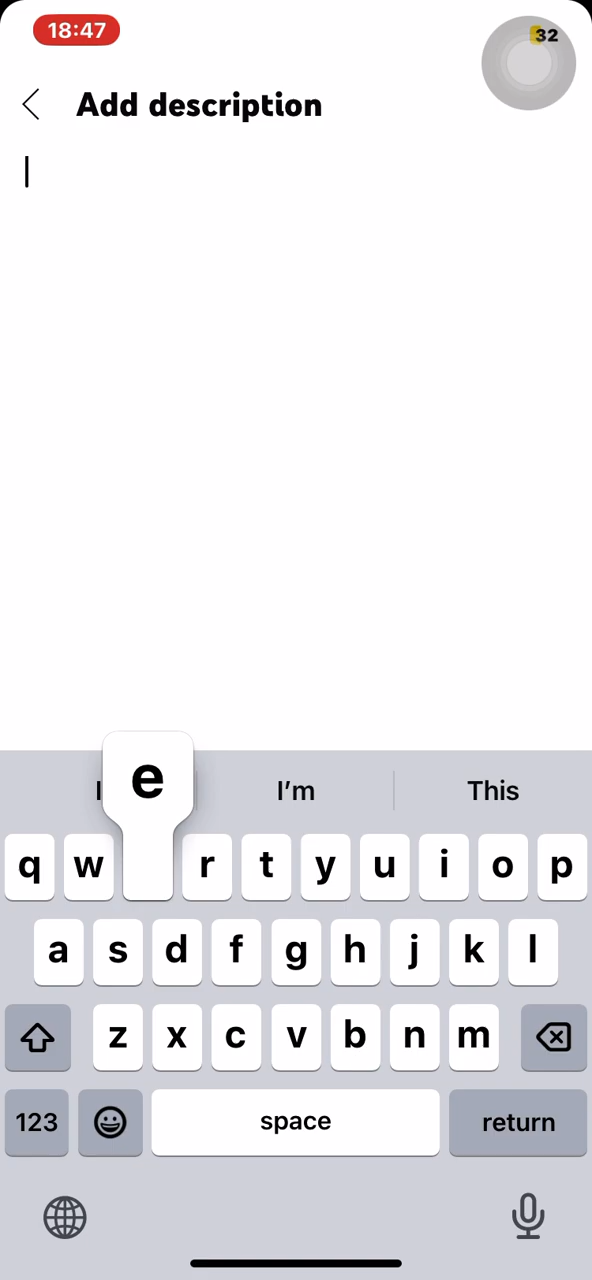 18:47
32
Add description
I
I'm
This
e
q w r t y u i o p
a s d f g h j k l
z x c v b n m
123 space return